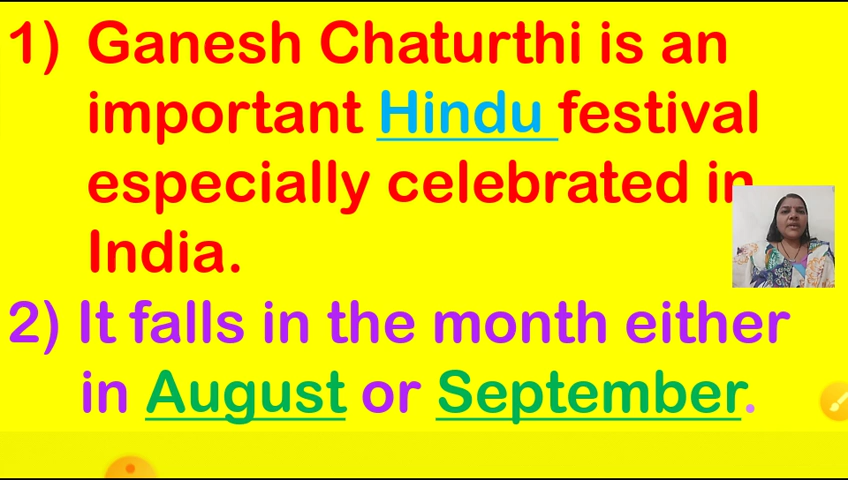 1) Ganesh Chaturthi is an
important Hindu festival
especially celebrated in
India.
2) It falls in the month either
in August or September.